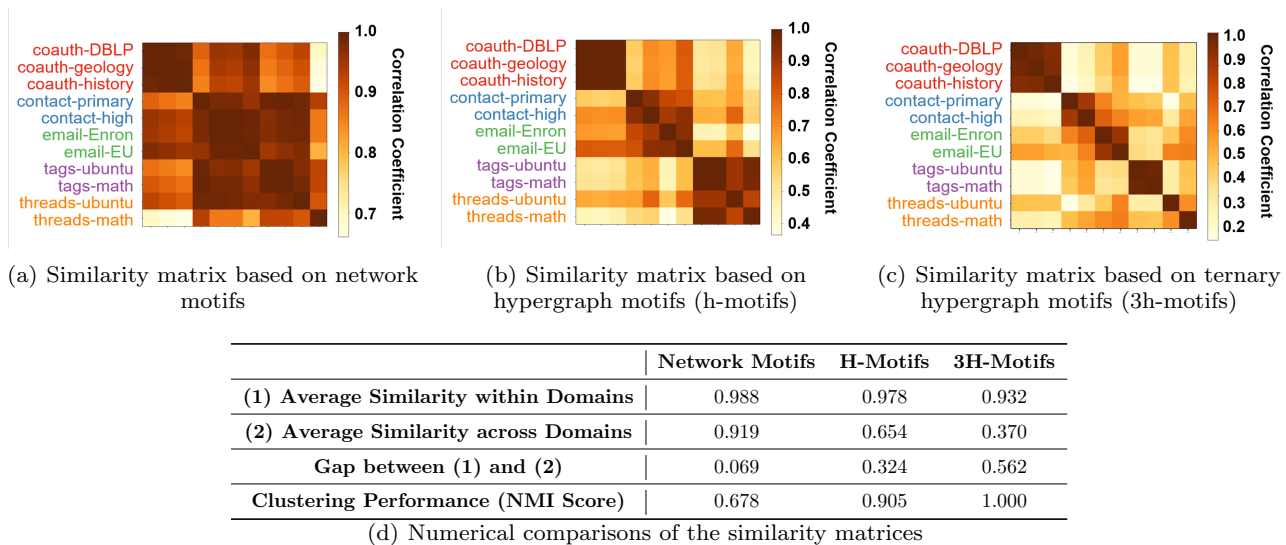 coauth-DBLP
coauth-geology
coauth-history
contact-primary
contact-high
email-Enron
email-EU
tags-ubuntu
tags-math
threads-ubuntu
threads-math
1.0
0.9
0.8
0.7
Correlation Coefficient
(a) Similarity matrix based on network
motifs
coauth-DBLP
coauth-geology
coauth-history
contact-primary
contact-high
email-Enron
email-EU
tags-ubuntu
tags-math
threads-ubuntu
threads-math
1.0
0.9
0.8
0.7
0.6
0.5
0.4
Correlation Coefficient
(b) Similarity matrix based on
hypergraph motifs (h-motifs)
coauth-DBLP
coauth-geology
coauth-history
contact-primary
contact-high
email-Enron
email-EU
tags-ubuntu
tags-math
threads-ubuntu
threads-math
1.0
0.9
0.8
0.7
0.6
0.5
0.4
0.3
0.2
Correlation Coefficient
(c) Similarity matrix based on ternary
hypergraph motifs (3h-motifs)
Network Motifs H-Motifs 3H-Motifs
(1) Average Similarity within Domains 0.988 0.978 0.932
(2) Average Similarity across Domains 0.919 0.654 0.370
Gap between (1) and (2) 0.069 0.324 0.562
Clustering Performance (NMI Score) 0.678 0.905 1.000
(d) Numerical comparisons of the similarity matrices